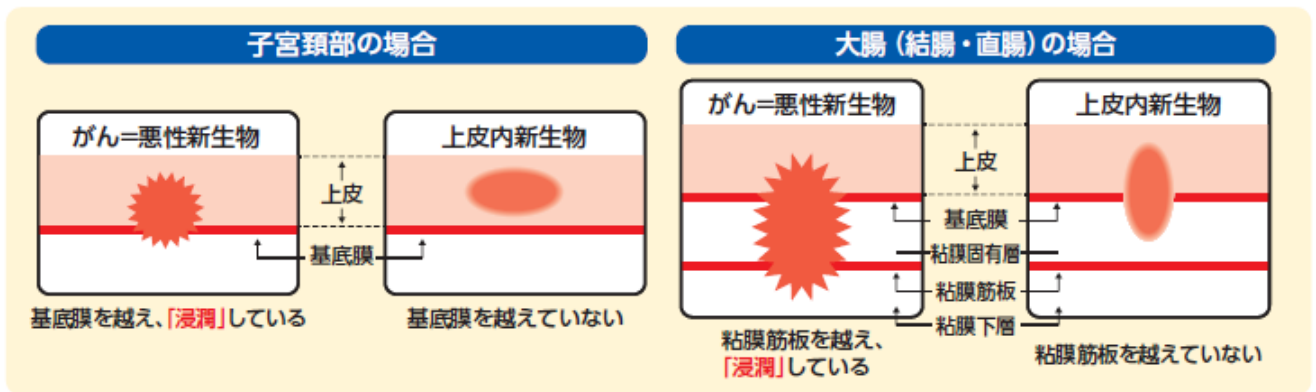 子宮頚部の場合
がん=悪性新生物
上皮内新生物
上皮
基底膜
基底膜を越え、「浸潤」している
基底膜を越えていない
大腸（結腸・直腸）の場合
がん=悪性新生物
上皮内新生物
上皮
基底膜
粘膜固有層
粘膜筋板
粘膜下層
粘膜筋板を越え、
「浸潤」している
粘膜筋板を越えていない